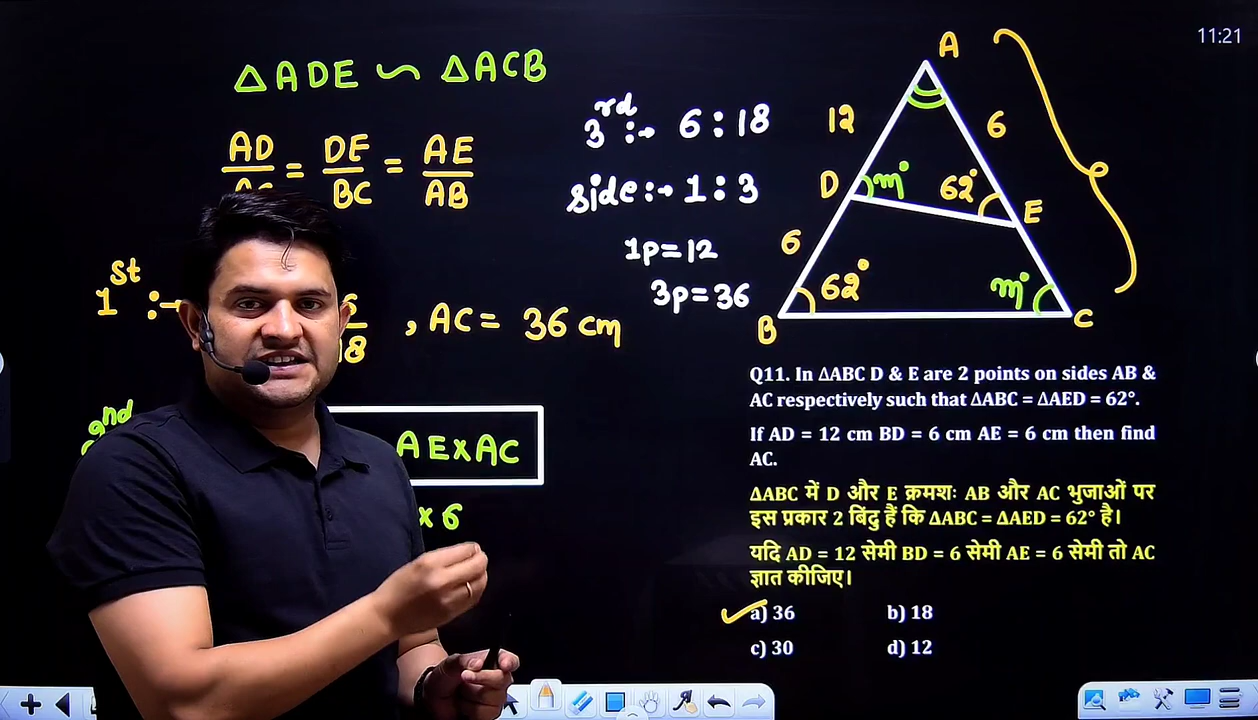 11:21
△ADE ∽ △ACB
AD/AC = DE/BC = AE/AB
1st :→
6/18 , AC = 36 cm
2nd
AE×AC
× 6
3rd :→ 6 : 18
side :→ 1 : 3
1p = 12
3p = 36
A
12
6
D m° 62° E
6
62° m°
B C
Q11. In ΔABC D & E are 2 points on sides AB &
AC respectively such that ΔABC = ΔAED = 62°.
If AD = 12 cm BD = 6 cm AE = 6 cm then find
AC.
ΔABC में D और E क्रमशः AB और AC भुजाओं पर
इस प्रकार 2 बिंदु हैं कि ΔABC = ΔAED = 62° है।
यदि AD = 12 सेमी BD = 6 सेमी AE = 6 सेमी तो AC
ज्ञात कीजिए।
a) 36 b) 18
c) 30 d) 12